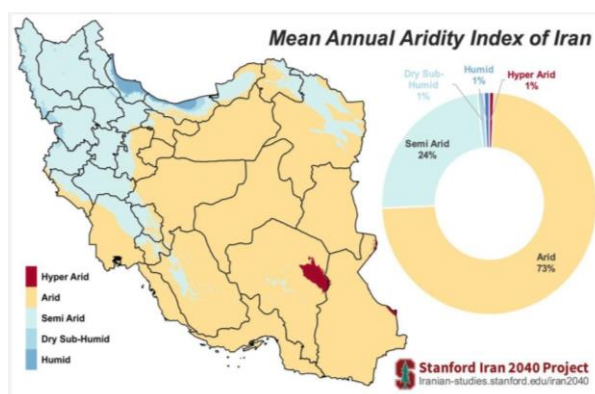 Mean Annual Aridity Index of Iran
Dry Sub-
Humid
1%
Humid
1%
Hyper Arid
1%
Semi Arid
24%
Arid
73%
Hyper Arid
Arid
Semi Arid
Dry Sub-Humid
Humid
Stanford Iran 2040 Project
Iranian-studies.stanford.edu/iran2040